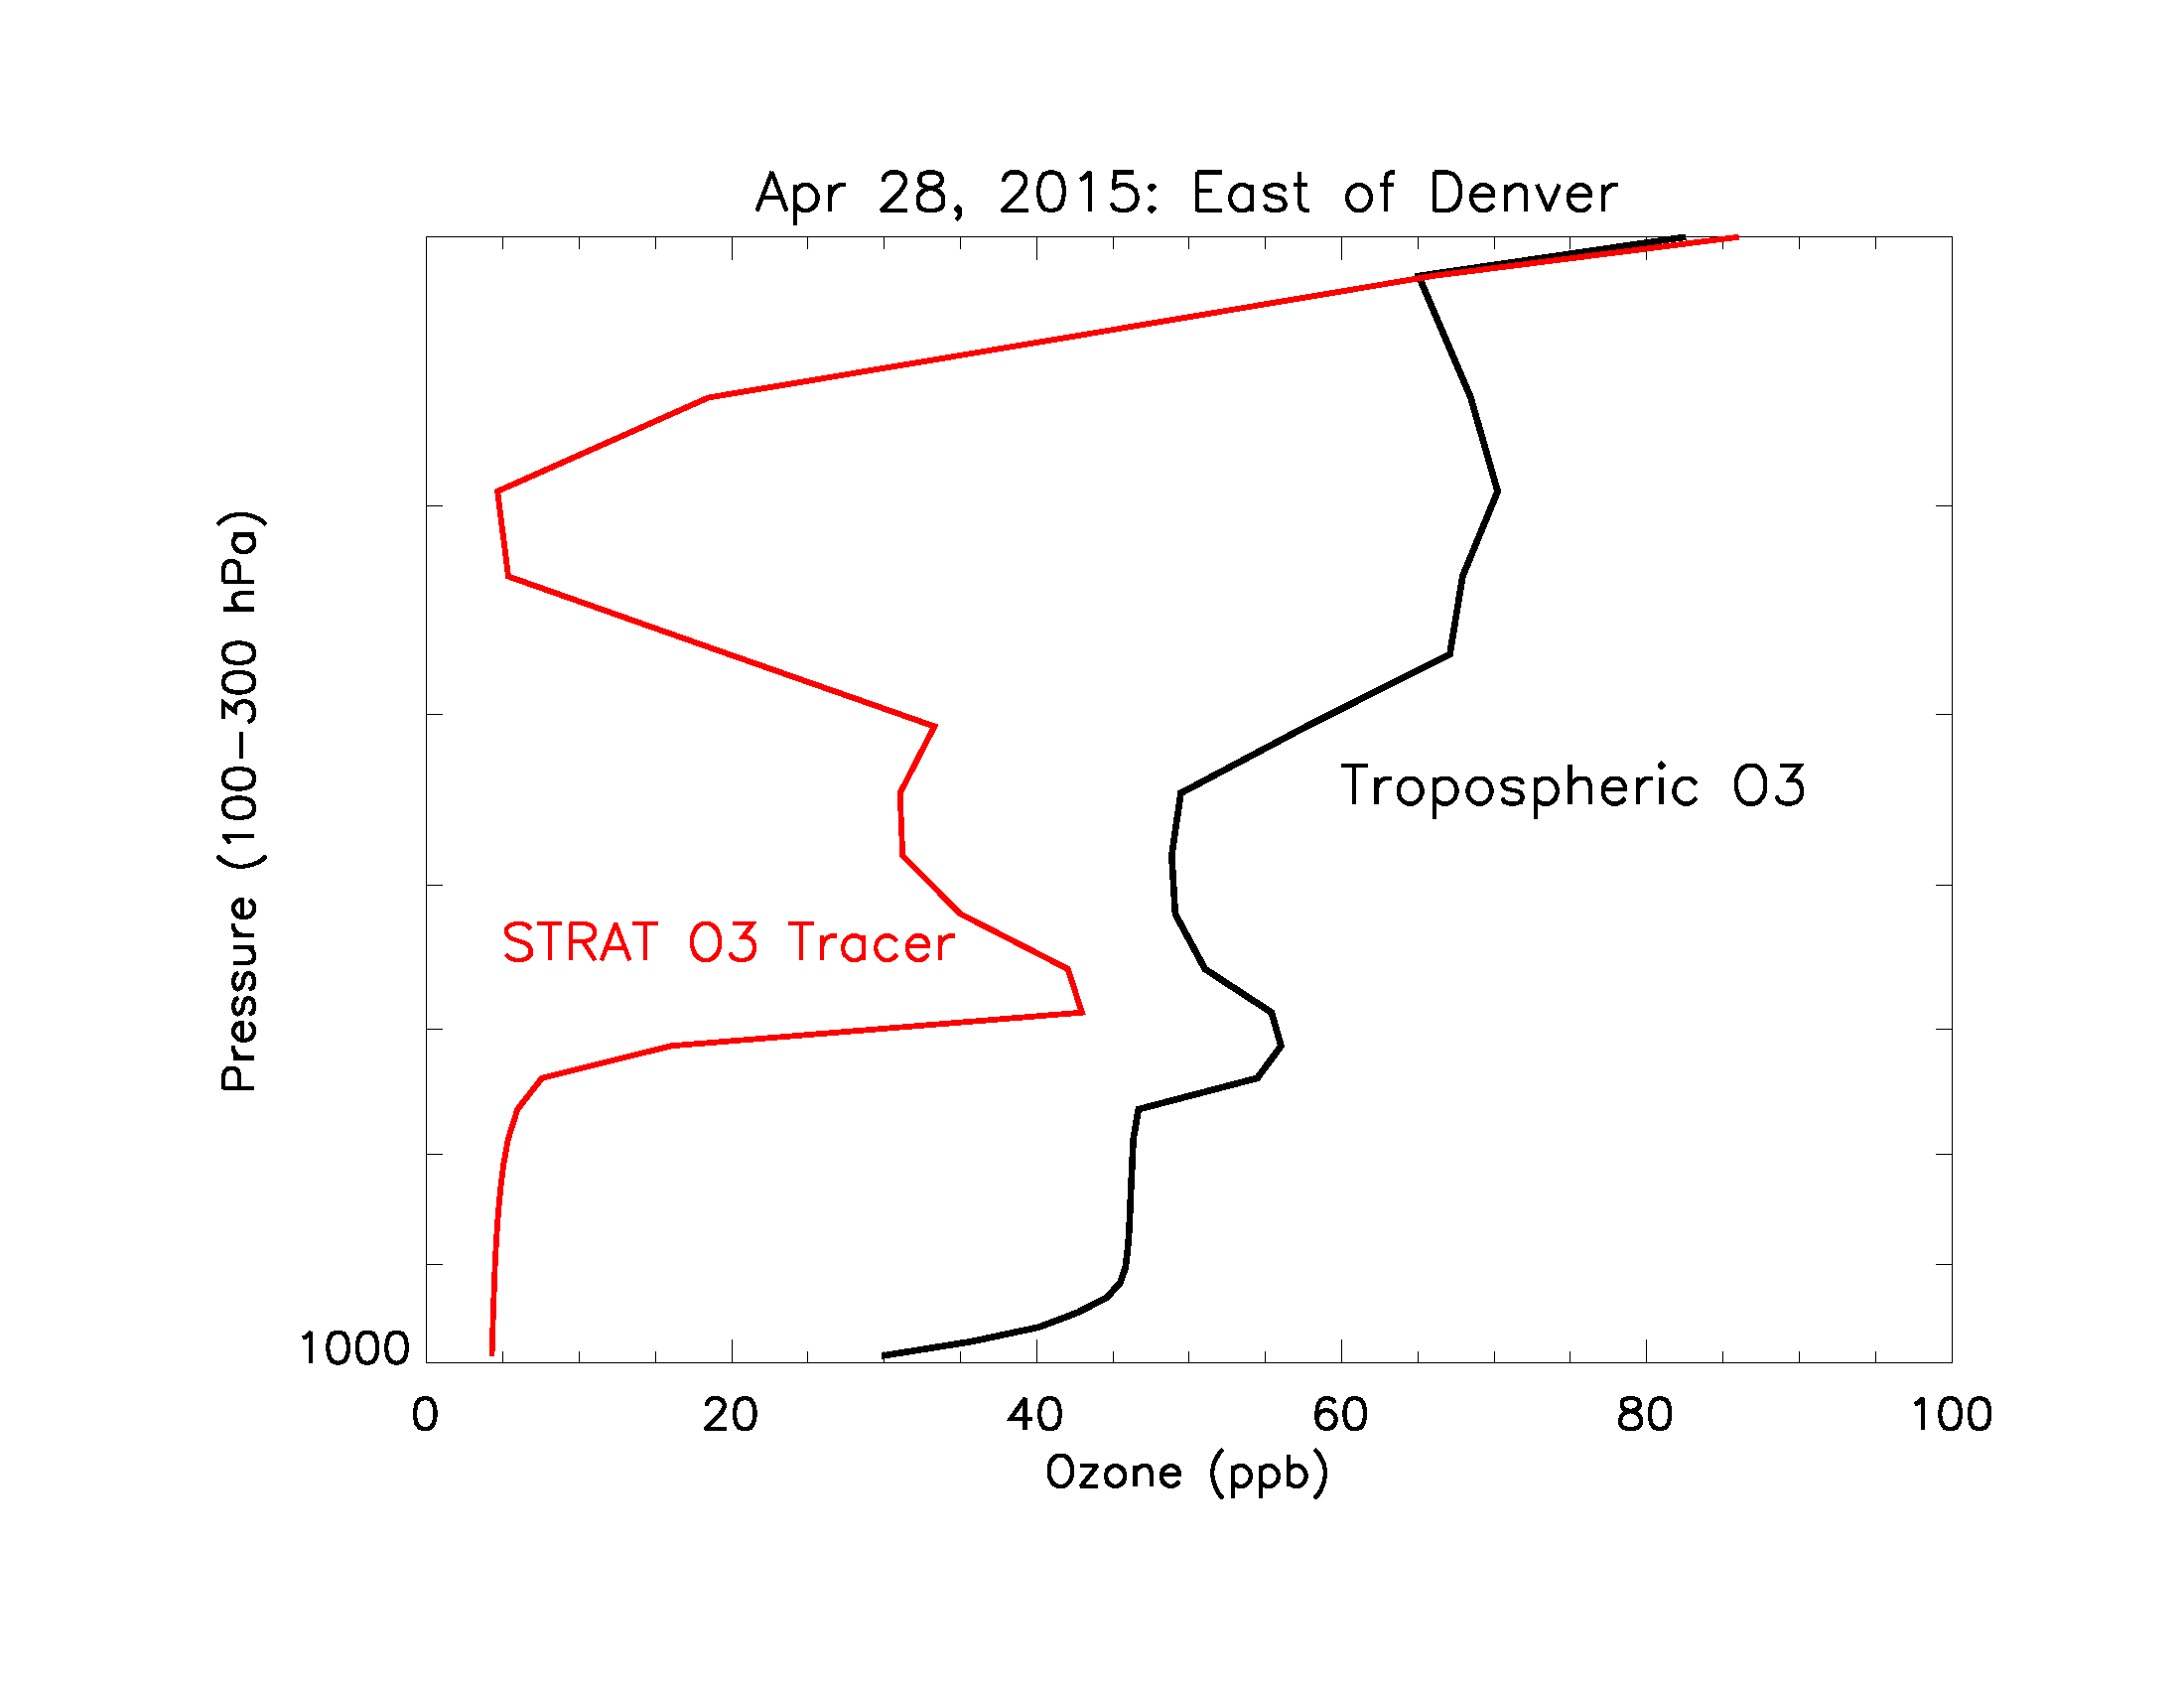 Apr 28, 2015: East of Denver
Pressure (100-300 hPa)
Tropospheric O3
STRAT O3 Tracer
1000
0 20 40 60 80 100
Ozone (ppb)